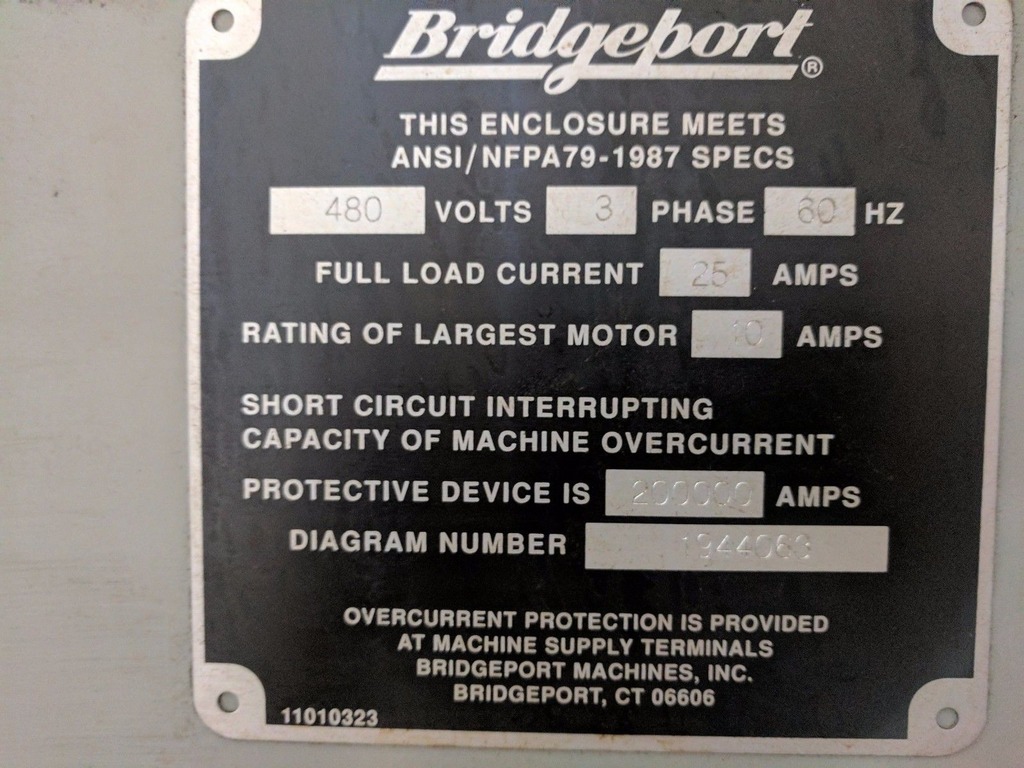 Bridgeport®
THIS ENCLOSURE MEETS
ANSI/NFPA79-1987 SPECS
480 VOLTS 3 PHASE 60 HZ
FULL LOAD CURRENT 25 AMPS
RATING OF LARGEST MOTOR 10 AMPS
SHORT CIRCUIT INTERRUPTING
CAPACITY OF MACHINE OVERCURRENT
PROTECTIVE DEVICE IS 200000 AMPS
DIAGRAM NUMBER 1944063
OVERCURRENT PROTECTION IS PROVIDED
AT MACHINE SUPPLY TERMINALS
BRIDGEPORT MACHINES, INC.
BRIDGEPORT, CT 06606
11010323